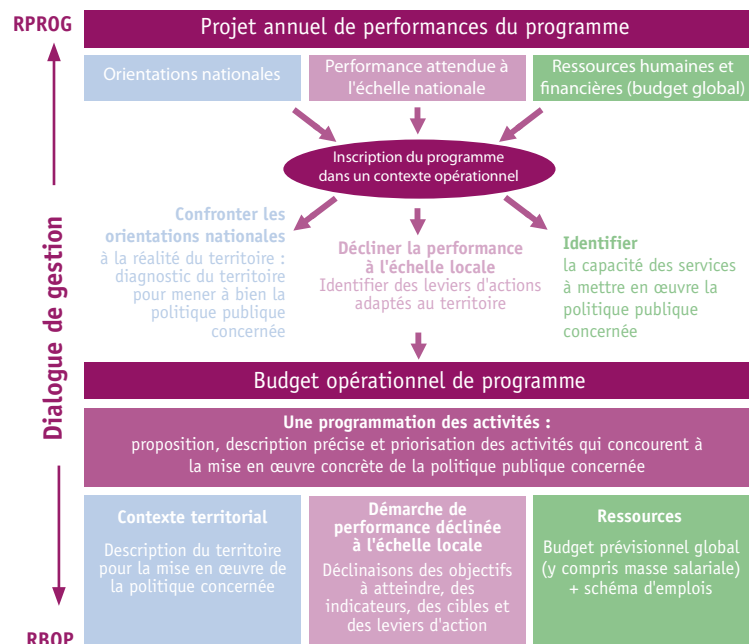 RPROG
Projet annuel de performances du programme
Orientations nationales
Performance attendue à
l'échelle nationale
Ressources humaines et
financières (budget global)
Inscription du programme
dans un contexte opérationnel
Dialogue de gestion
Confronter les
orientations nationales
à la réalité du territoire :
diagnostic du territoire
pour mener à bien la
politique publique
concernée
Décliner la performance
à l'échelle locale
Identifier des leviers d'actions
adaptés au territoire
Identifier
la capacité des services
à mettre en œuvre la
politique publique
concernée
Budget opérationnel de programme
Une programmation des activités :
proposition, description précise et priorisation des activités qui concourent à
la mise en œuvre concrète de la politique publique concernée
Contexte territorial
Description du territoire
pour la mise en œuvre de
la politique concernée
Démarche de
performance déclinée
à l'échelle locale
Déclinaisons des objectifs
à atteindre, des
indicateurs, des cibles et
des leviers d'action
Ressources
Budget prévisionnel global
(y compris masse salariale)
+ schéma d'emplois
RBOP